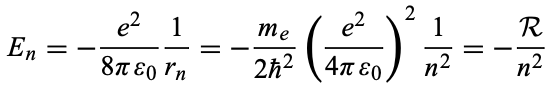 $E_n = -\frac{e^2}{8\pi\varepsilon_0}\frac{1}{r_n} = -\frac{m_e}{2\hbar^2}\left(\frac{e^2}{4\pi\varepsilon_0}\right)^2\frac{1}{n^2} = -\frac{\mathcal{R}}{n^2}$